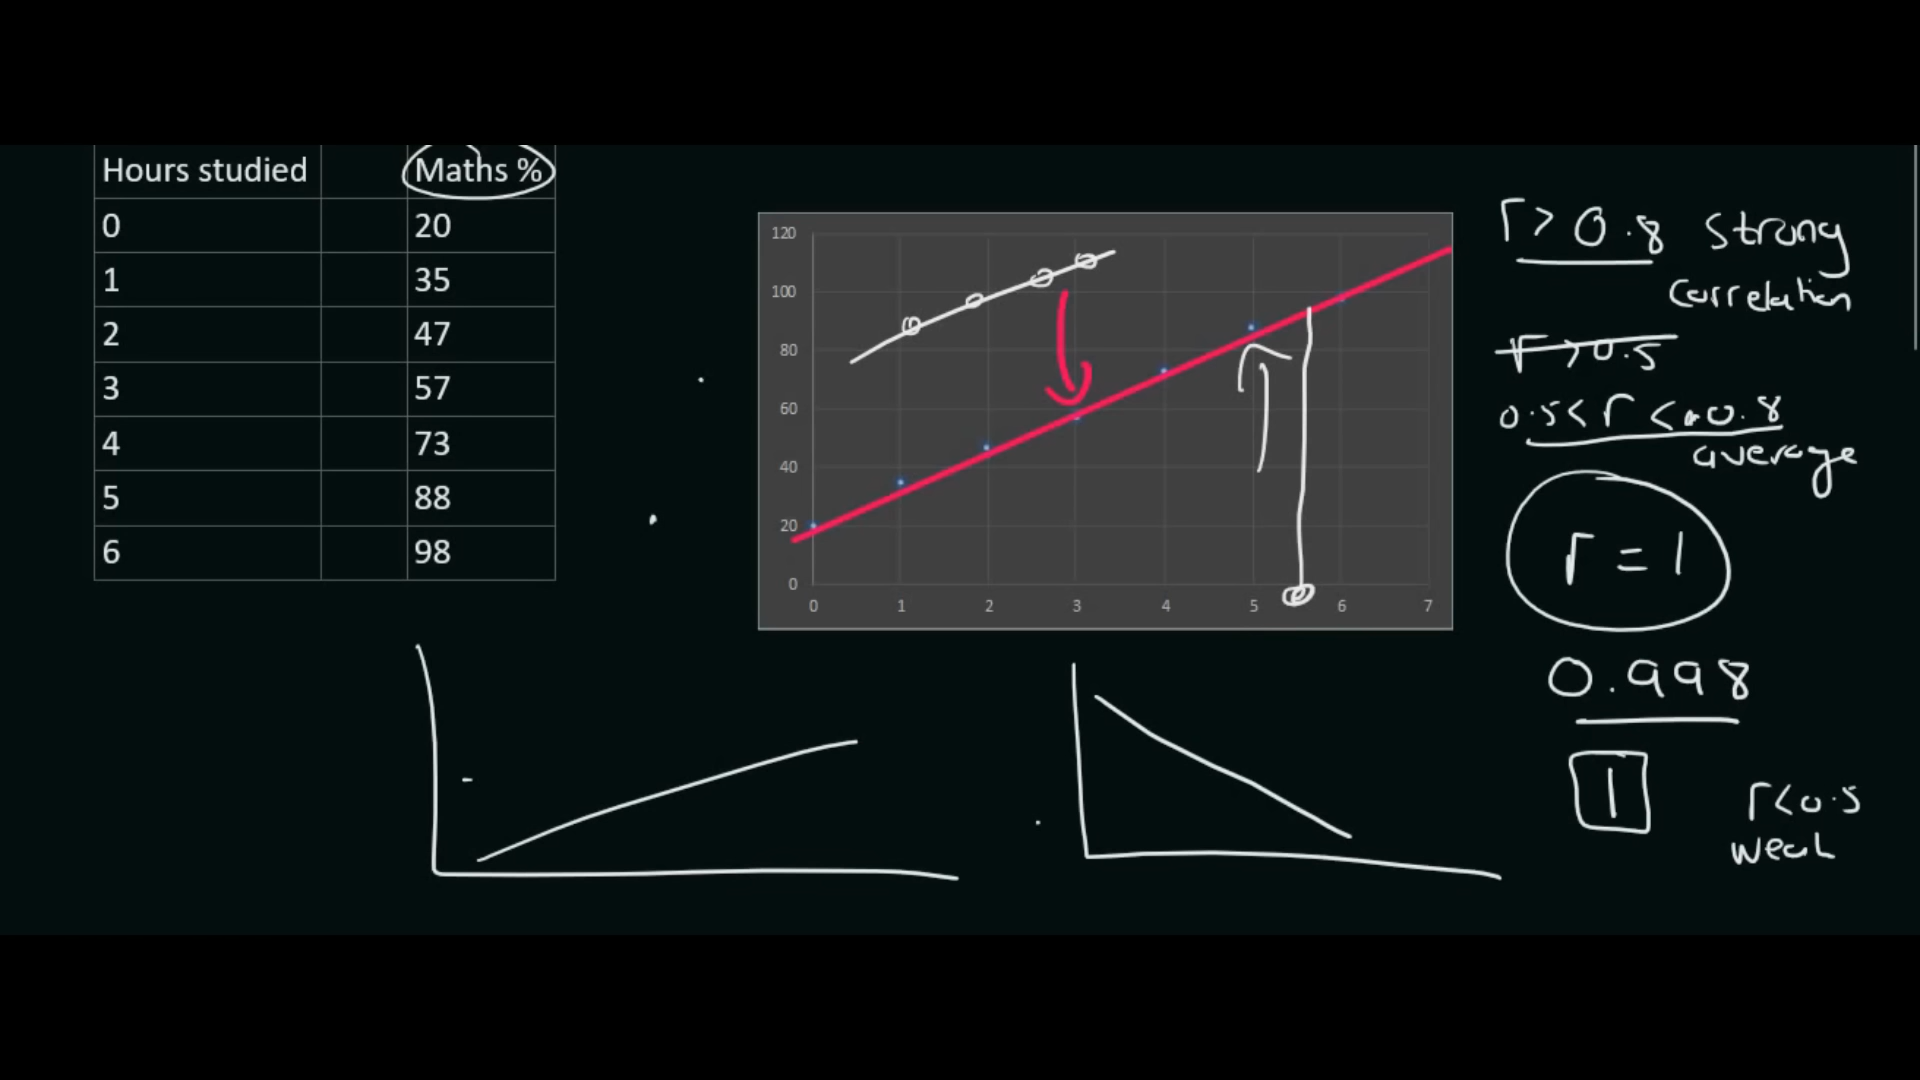 Hours studied Maths %
0 20
1 35
2 47
3 57
4 73
5 88
6 98
120
100
80
60
40
20
0
0 1 2 3 4 5 6 7
r > 0.8 strong
correlation
r > 0.5
0.5 < r < 0.8
average
r = 1
0.998
1
r < 0.5
weak